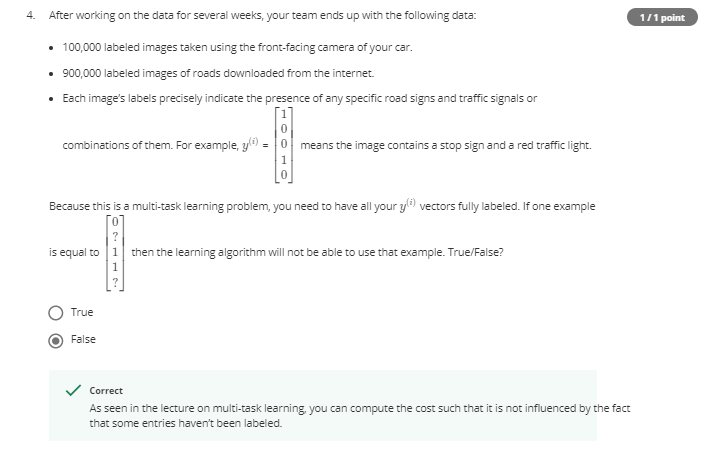 4. After working on the data for several weeks, your team ends up with the following data:
1 / 1 point
• 100,000 labeled images taken using the front-facing camera of your car.
• 900,000 labeled images of roads downloaded from the internet.
• Each image's labels precisely indicate the presence of any specific road signs and traffic signals or
combinations of them. For example, y^(i) = [1 0 0 1 0] means the image contains a stop sign and a red traffic light.
Because this is a multi-task learning problem, you need to have all your y^(i) vectors fully labeled. If one example
is equal to [0 ? 1 1 ?] then the learning algorithm will not be able to use that example. True/False?
True
False
Correct
As seen in the lecture on multi-task learning, you can compute the cost such that it is not influenced by the fact
that some entries haven't been labeled.